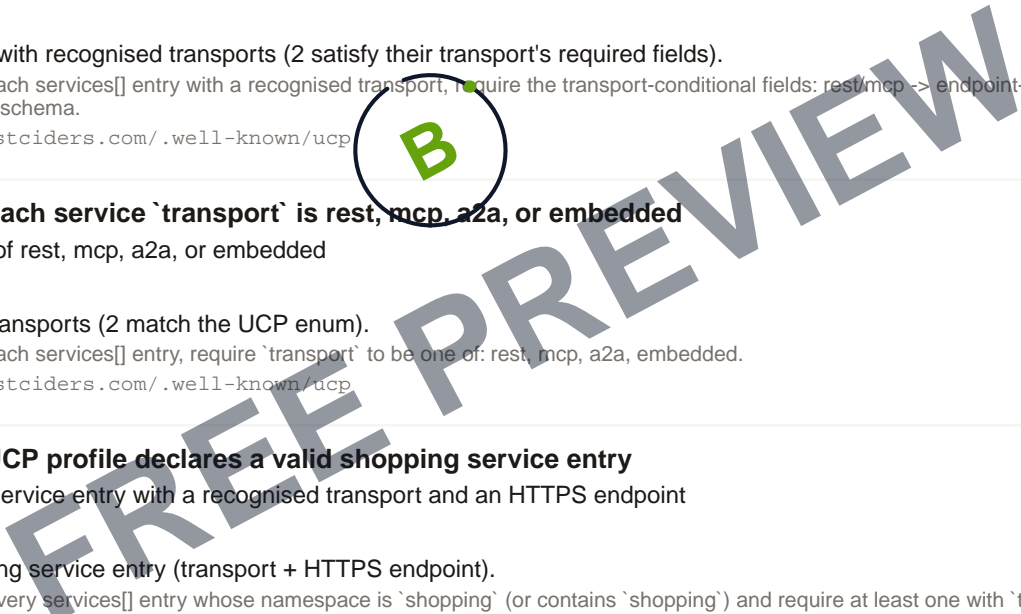 with recognised transports (2 satisfy their transport's required fields).
ach services[] entry with a recognised transport, require the transport-conditional fields: rest/mcp -> endpoint-
schema.
stciders.com/.well-known/ucp
B
ach service `transport` is rest, mcp, a2a, or embedded
of rest, mcp, a2a, or embedded
ansports (2 match the UCP enum).
ach services[] entry, require `transport` to be one of: rest, mcp, a2a, embedded.
stciders.com/.well-known/ucp
UCP profile declares a valid shopping service entry
ervice entry with a recognised transport and an HTTPS endpoint
ng service entry (transport + HTTPS endpoint).
very services[] entry whose namespace is `shopping` (or contains `shopping`) and require at least one with `t
FREE PREVIEW